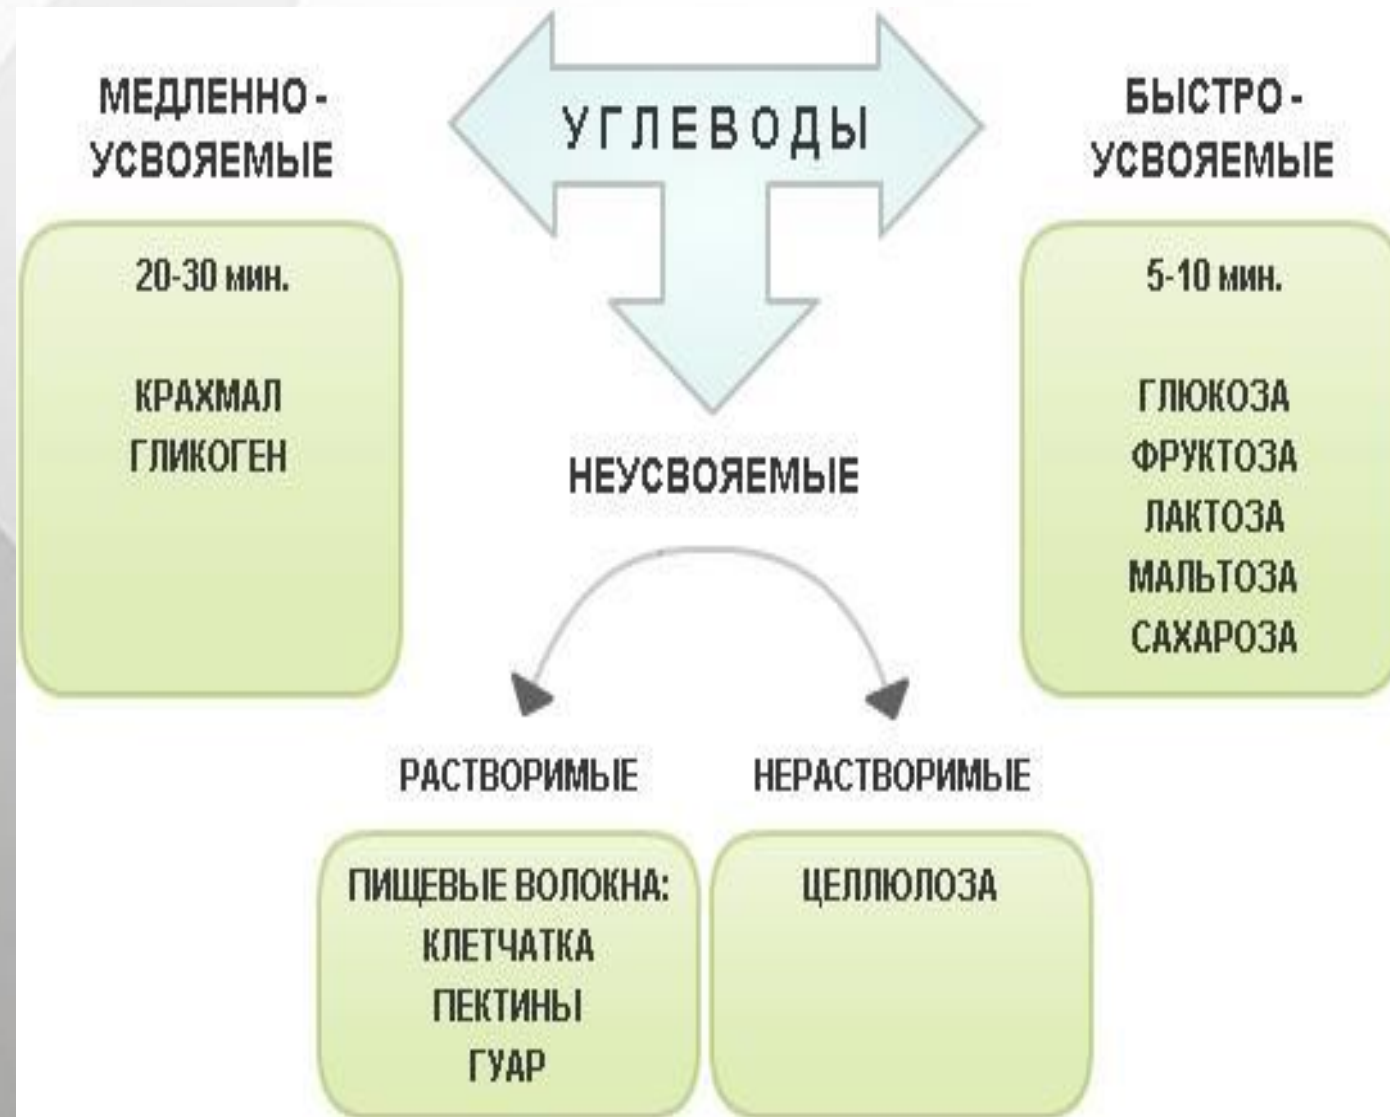 УГЛЕВОДЫ
МЕДЛЕННО -
УСВОЯЕМЫЕ
20-30 мин.
КРАХМАЛ
ГЛИКОГЕН
БЫСТРО -
УСВОЯЕМЫЕ
5-10 мин.
ГЛЮКОЗА
ФРУКТОЗА
ЛАКТОЗА
МАЛЬТОЗА
САХАРОЗА
НЕУСВОЯЕМЫЕ
РАСТВОРИМЫЕ
ПИЩЕВЫЕ ВОЛОКНА:
КЛЕТЧАТКА
ПЕКТИНЫ
ГУАР
НЕРАСТВОРИМЫЕ
ЦЕЛЛЮЛОЗА